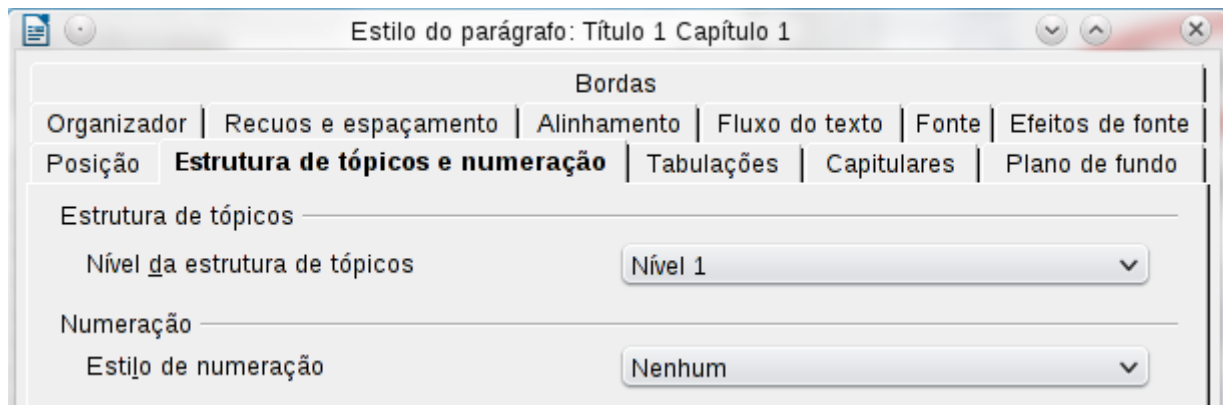 Estilo do parágrafo: Título 1 Capítulo 1
Bordas
Organizador Recuos e espaçamento Alinhamento Fluxo do texto Fonte Efeitos de fonte
Posição Estrutura de tópicos e numeração Tabulações Capitulares Plano de fundo
Estrutura de tópicos
Nível da estrutura de tópicos Nível 1
Numeração
Estilo de numeração Nenhum